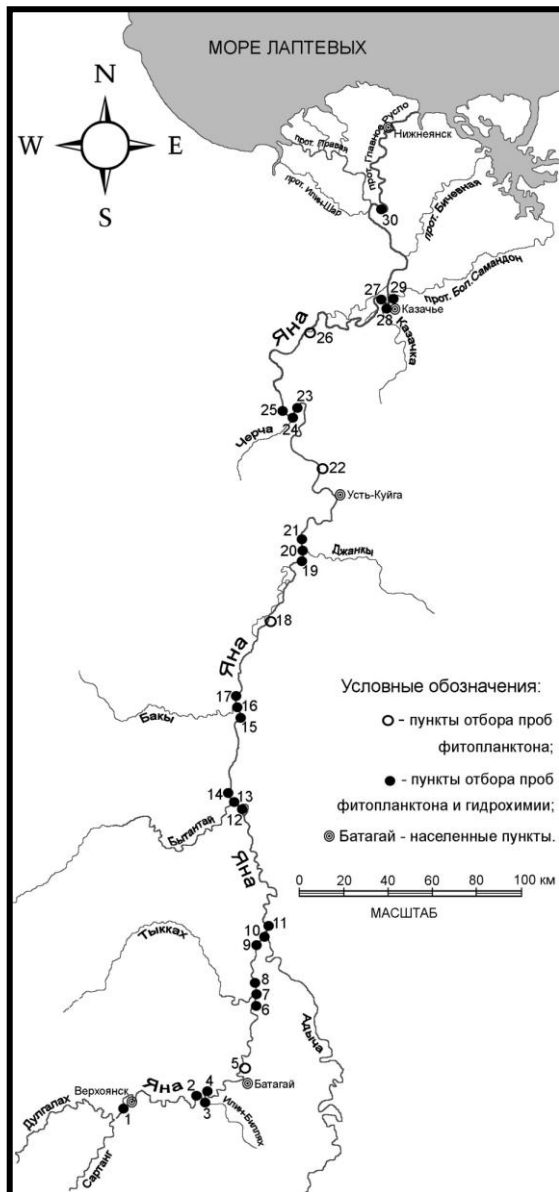 МОРЕ ЛАПТЕВЫХ
N
W
E
S
прот. Главное Русло
Нижнеянск
прот. Правая
прот. Илин-Шар
30
прот. Бичевная
прот. Бол. Самандон
27
29
28
Казачье
Казачка
Яна
26
25
23
24
Черча
22
Усть-Куйга
21
20
19
Джанкы
18
Яна
17
16
15
Бакы
Условные обозначения:
- пункты отбора проб
фитопланктона;
- пункты отбора проб
фитопланктона и гидрохимии;
Батагай - населенные пункты.
14
13
12
Бытантай
0 20 40 60 80 100 км
МАСШТАБ
Яна
11
10
9
Тыкках
8
7
6
Адыча
5
Батагай
Верхоянск
Яна
2
4
3
1
Илин-Биллях
Дулгалах
Сартанг